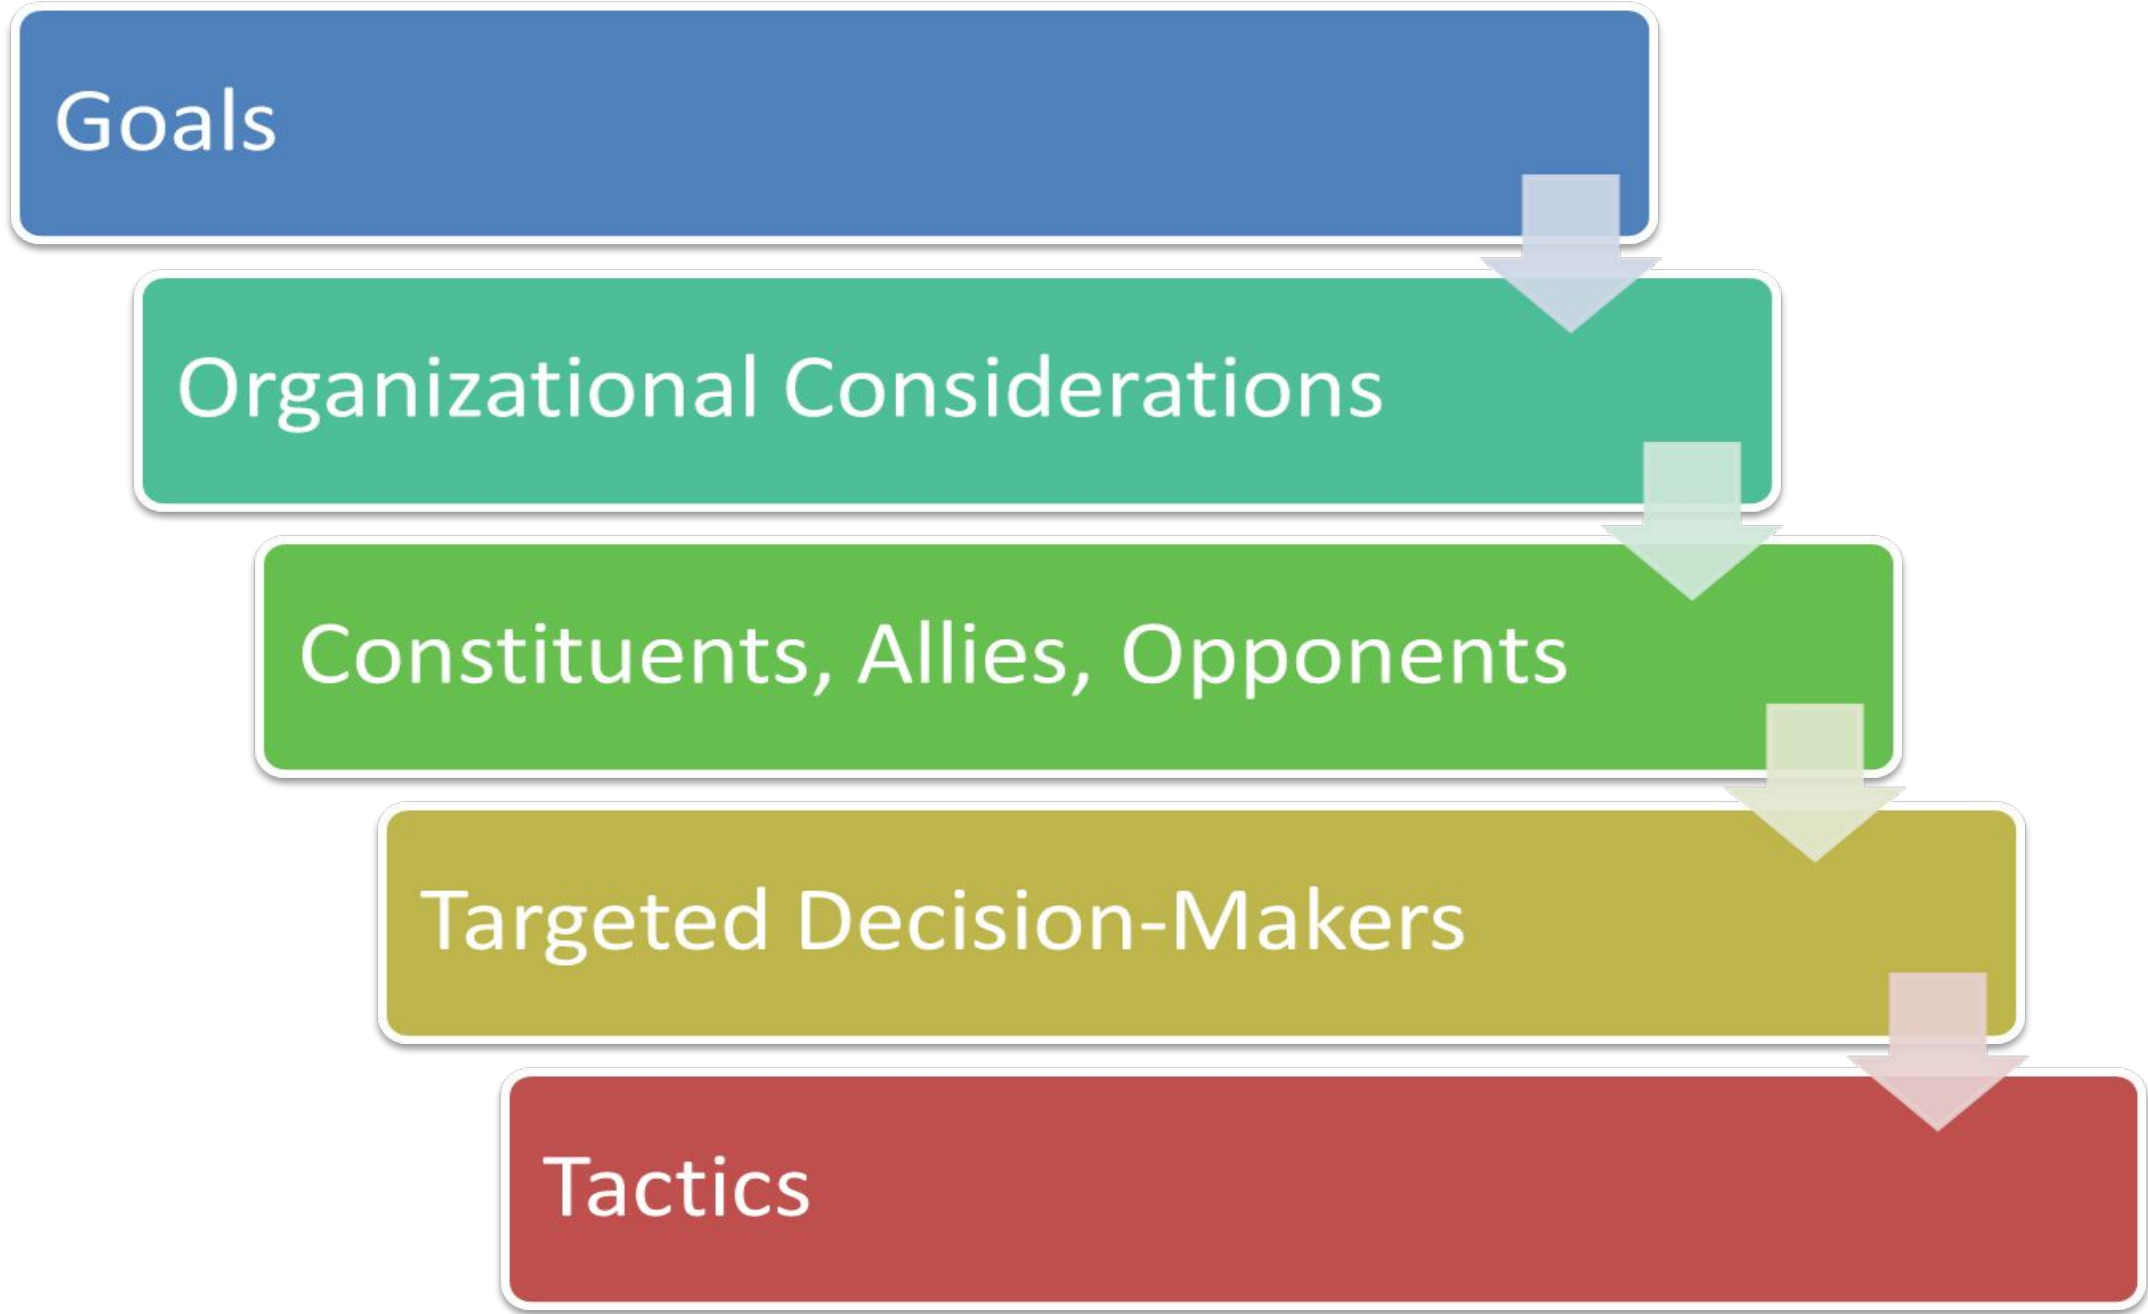 Goals
Organizational Considerations
Constituents, Allies, Opponents
Targeted Decision-Makers
Tactics